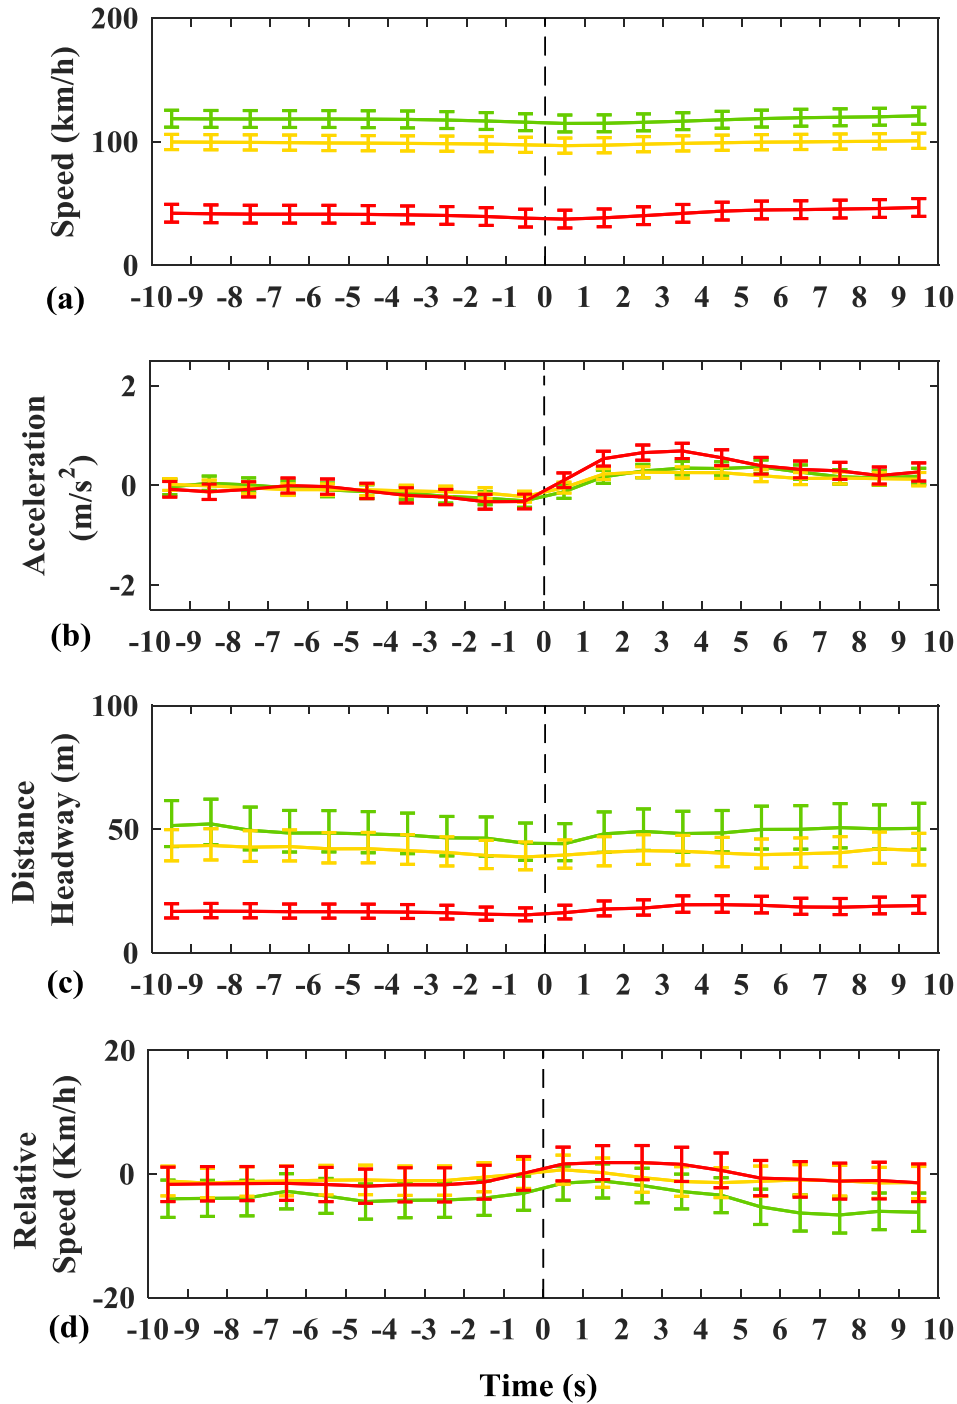 200
100
0
Speed (km/h)
(a)
-10 -9 -8 -7 -6 -5 -4 -3 -2 -1 0 1 2 3 4 5 6 7 8 9 10
2
0
-2
Acceleration
(m/s²)
(b)
-10 -9 -8 -7 -6 -5 -4 -3 -2 -1 0 1 2 3 4 5 6 7 8 9 10
100
50
0
Distance
Headway (m)
(c)
-10 -9 -8 -7 -6 -5 -4 -3 -2 -1 0 1 2 3 4 5 6 7 8 9 10
20
0
-20
Relative
Speed (Km/h)
(d)
-10 -9 -8 -7 -6 -5 -4 -3 -2 -1 0 1 2 3 4 5 6 7 8 9 10
Time (s)